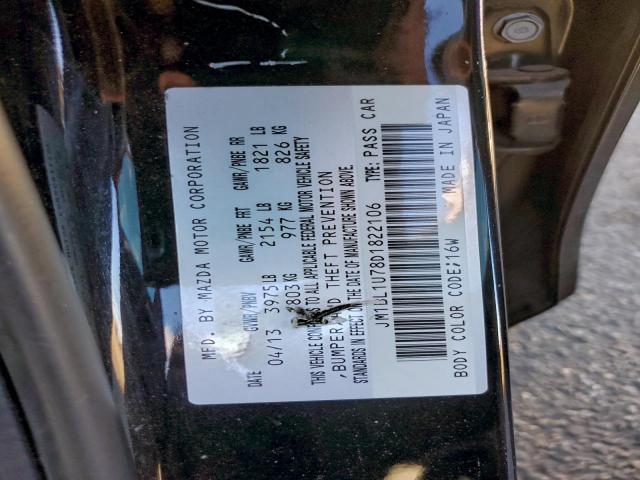 MFD. BY MAZDA MOTOR CORPORATION
DATE GVWR/PNBV GAWR/PNBE FRT GAWR/PNBE RR
04/13 3975LB 2154 LB 1821 LB
1803KG 977 KG 826 KG
THIS VEHICLE TO ALL APPLICABLE FEDERAL MOTOR VEHICLE SAFETY
,BUMPER, THEFT PREVENTION
STANDARDS IN EFFECT ON THE DATE OF MANUFACTURE SHOWN ABOVE.
JM1BL1U78D1822106 TYPE: PASS CAR
BODY COLOR CODE;16W MADE IN JAPAN